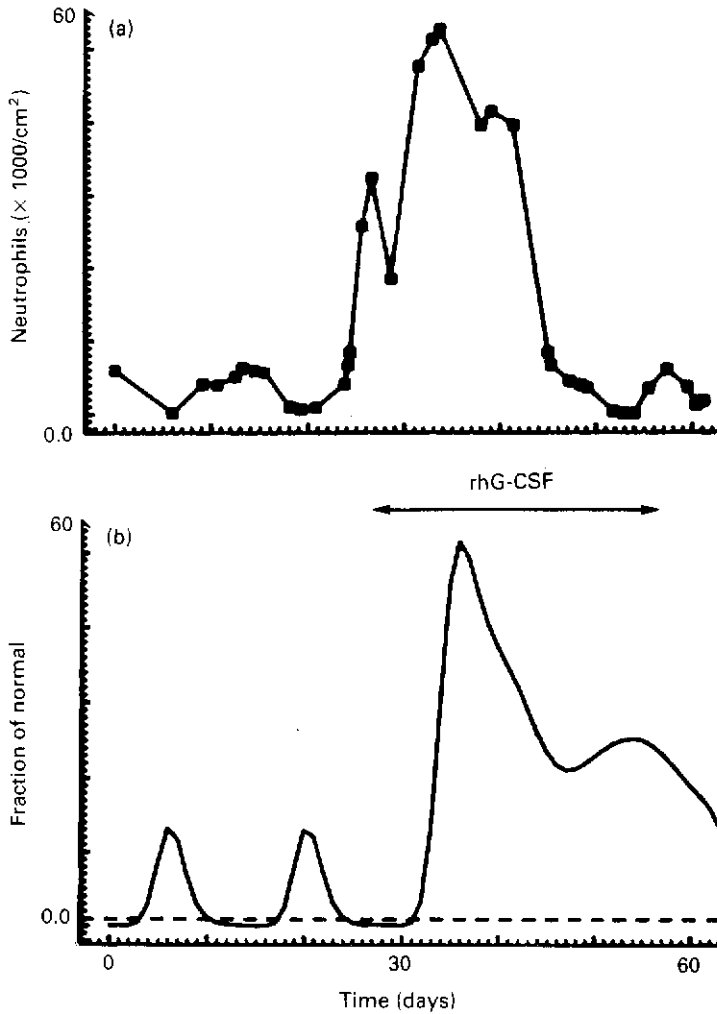 60
(a)
Neutrophils (× 1000/cm²)
0.0
rhG-CSF
60
(b)
Fraction of normal
0.0
0
30
60
Time (days)